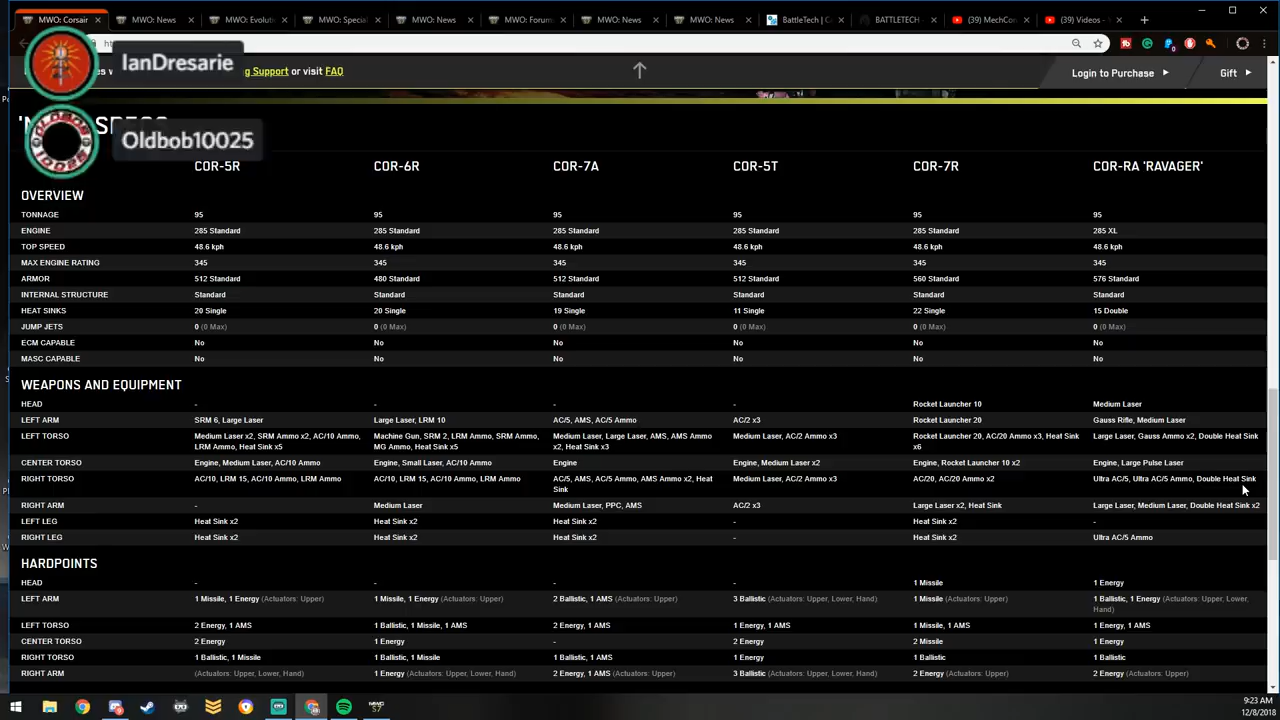 MWO: Corsair
MWO: News
MWO: Evoluti
MWO: Speci
MWO: News
MWO: Forum
MWO: News
MWO: News
BattleTech | C
BATTLETECH -
(39) MechCon
(39) Videos -
IanDresarie
g Support or visit FAQ
Login to Purchase
Gift
Oldbob10025
COR-5R COR-6R COR-7A COR-5T COR-7R COR-RA 'RAVAGER'
OVERVIEW
TONNAGE 95 95 95 95 95 95
ENGINE 285 Standard 285 Standard 285 Standard 285 Standard 285 Standard 285 XL
TOP SPEED 48.6 kph 48.6 kph 48.6 kph 48.6 kph 48.6 kph 48.6 kph
MAX ENGINE RATING 345 345 345 345 345 345
ARMOR 512 Standard 480 Standard 512 Standard 512 Standard 560 Standard 576 Standard
INTERNAL STRUCTURE Standard Standard Standard Standard Standard Standard
HEAT SINKS 20 Single 20 Single 19 Single 11 Single 22 Single 15 Double
JUMP JETS 0 (0 Max) 0 (0 Max) 0 (0 Max) 0 (0 Max) 0 (0 Max) 0 (0 Max)
ECM CAPABLE No No No No No No
MASC CAPABLE No No No No No No
WEAPONS AND EQUIPMENT
HEAD - - - - Rocket Launcher 10 Medium Laser
LEFT ARM SRM 6, Large Laser Large Laser, LRM 10 AC/5, AMS, AC/5 Ammo AC/2 x3 Rocket Launcher 20 Gauss Rifle, Medium Laser
LEFT TORSO Medium Laser x2, SRM Ammo x2, AC/10 Ammo, Machine Gun, SRM 2, LRM Ammo, SRM Ammo, Medium Laser, Large Laser, AMS, AMS Ammo Medium Laser, AC/2 Ammo x3 Rocket Launcher 20, AC/20 Ammo x3, Heat Sink Large Laser, Gauss Ammo x2, Double Heat Sink
LRM Ammo, Heat Sink x5 MG Ammo, Heat Sink x5 x2, Heat Sink x3 x6
CENTER TORSO Engine, Medium Laser, AC/10 Ammo Engine, Small Laser, AC/10 Ammo Engine Engine, Medium Laser x2 Engine, Rocket Launcher 10 x2 Engine, Large Pulse Laser
RIGHT TORSO AC/10, LRM 15, AC/10 Ammo, LRM Ammo AC/10, LRM 15, AC/10 Ammo, LRM Ammo AC/5, AMS, AC/5 Ammo, AMS Ammo x2, Heat Medium Laser, AC/2 Ammo x3 AC/20, AC/20 Ammo x2 Ultra AC/5, Ultra AC/5 Ammo, Double Heat Sink
Sink
RIGHT ARM - Medium Laser Medium Laser, PPC, AMS AC/2 x3 Large Laser x2, Heat Sink Large Laser, Medium Laser, Double Heat Sink x2
LEFT LEG Heat Sink x2 Heat Sink x2 Heat Sink x2 - Heat Sink x2 -
RIGHT LEG Heat Sink x2 Heat Sink x2 Heat Sink x2 - Heat Sink x2 Ultra AC/5 Ammo
HARDPOINTS
HEAD - - - - 1 Missile 1 Energy
LEFT ARM 1 Missile, 1 Energy (Actuators: Upper) 1 Missile, 1 Energy (Actuators: Upper) 2 Ballistic, 1 AMS (Actuators: Upper) 3 Ballistic (Actuators: Upper, Lower, Hand) 1 Missile (Actuators: Upper) 1 Ballistic, 1 Energy (Actuators: Upper, Lower,
Hand)
LEFT TORSO 2 Energy, 1 AMS 1 Ballistic, 1 Missile, 1 AMS 2 Energy, 1 AMS 1 Energy, 1 AMS 1 Missile, 1 AMS 1 Energy, 1 AMS
CENTER TORSO 2 Energy 1 Energy - 2 Energy 2 Missile 1 Energy
RIGHT TORSO 1 Ballistic, 1 Missile 1 Ballistic, 1 Missile 1 Ballistic, 1 AMS 1 Energy 1 Ballistic 1 Ballistic
RIGHT ARM (Actuators: Upper, Lower, Hand) 1 Energy (Actuators: Upper, Lower, Hand) 2 Energy, 1 AMS (Actuators: Upper) 3 Ballistic (Actuators: Upper, Lower, Hand) 2 Energy (Actuators: Upper) 2 Energy (Actuators: Upper)
9:23 AM
12/8/2018